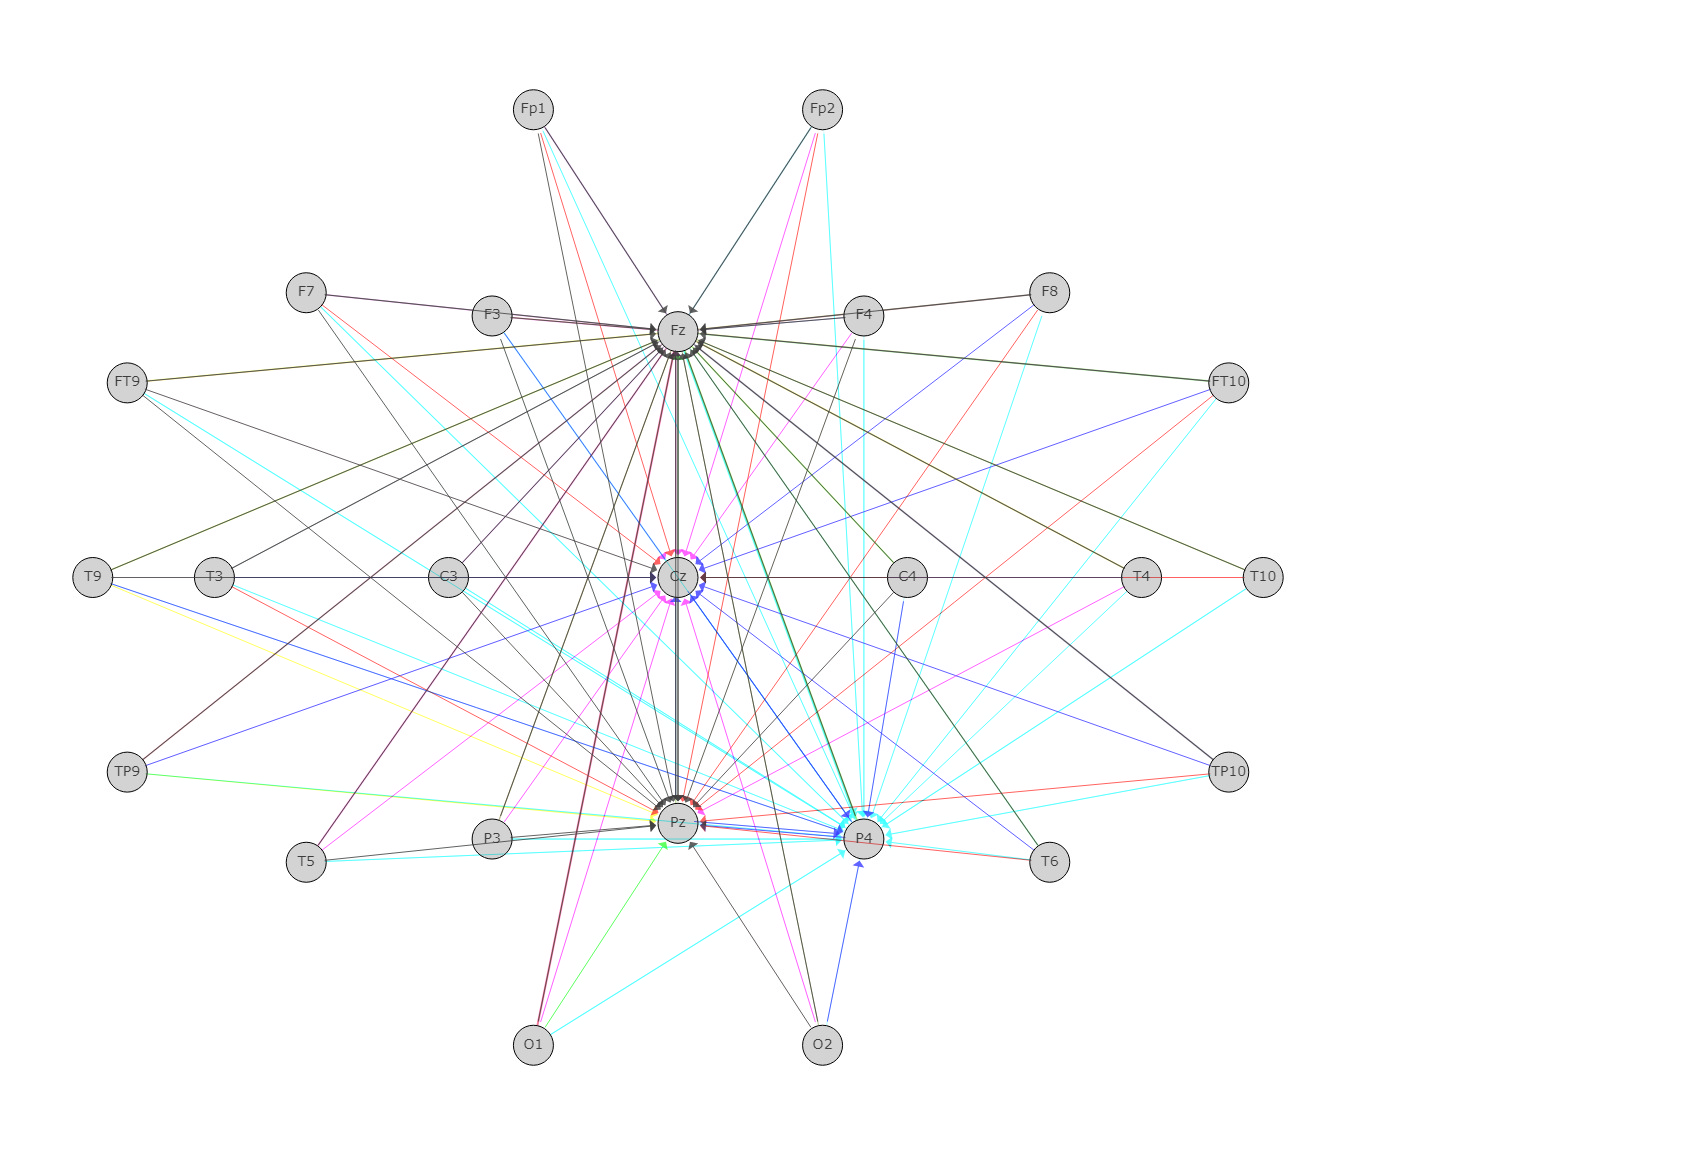 Fp1 Fp2
F7 F8
F3 Fz F4
FT9 FT10
T9 T3 C3 Cz C4 T4 T10
TP9 TP10
Pz
P3 P4
T5 T6
O1 O2